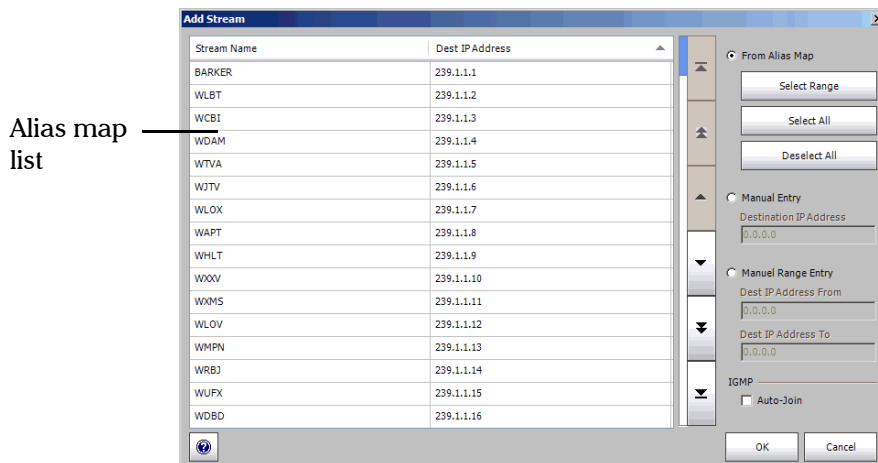 Add Stream
Stream Name Dest IP Address
BARKER 239.1.1.1
WLBT 239.1.1.2
WCBI 239.1.1.3
WDAM 239.1.1.4
WTVA 239.1.1.5
WJTV 239.1.1.6
WLOX 239.1.1.7
WAPT 239.1.1.8
WHLT 239.1.1.9
WXXV 239.1.1.10
WXMS 239.1.1.11
WLOV 239.1.1.12
WMPN 239.1.1.13
WRBJ 239.1.1.14
WUFX 239.1.1.15
WDBD 239.1.1.16
Alias map
list
From Alias Map
Select Range
Select All
Deselect All
Manual Entry
Destination IP Address
0.0.0.0
Manual Range Entry
Dest IP Address From
0.0.0.0
Dest IP Address To
0.0.0.0
IGMP
Auto-Join
OK Cancel